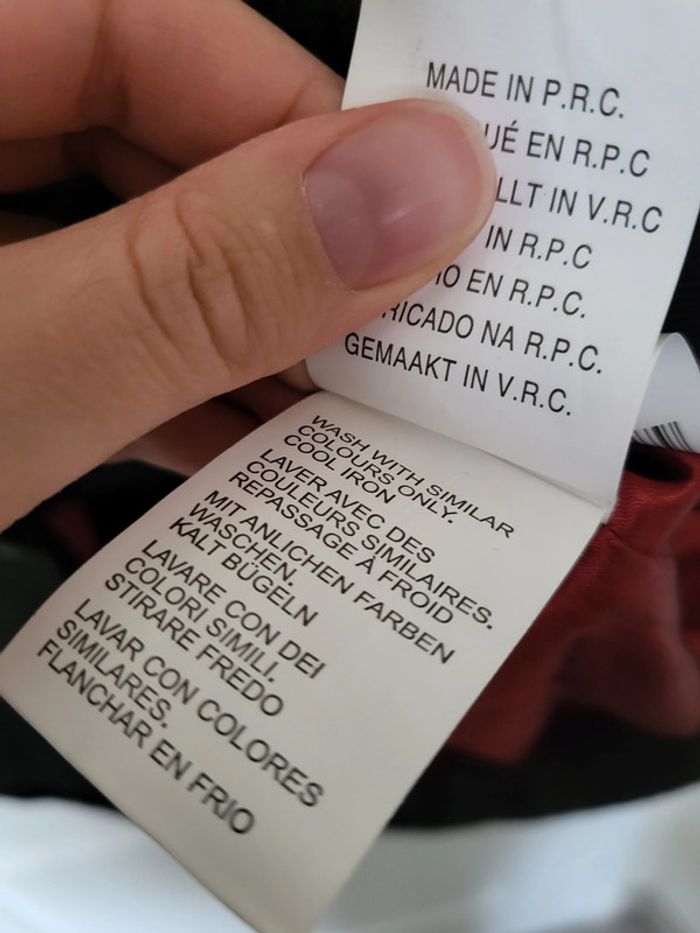 MADE IN P.R.C.
EN R.P.C
IN V.R.C
IN R.P.C
EN R.P.C.
NA R.P.C.
GEMAAKT IN V.R.C.
WASH WITH SIMILAR
COLOURS ONLY.
COOL IRON
LAVER AVEC DES
COULEURS SIMILAIRES.
REPASSAGE À FROID
MIT ANLICHEN FARBEN
WASCHEN.
KALT BÜGELN
LAVARE CON DEI
COLORI SIMILI.
STIRARE FREDO
LAVAR CON COLORES
SIMILARES.
FLANCHAR EN FRIO